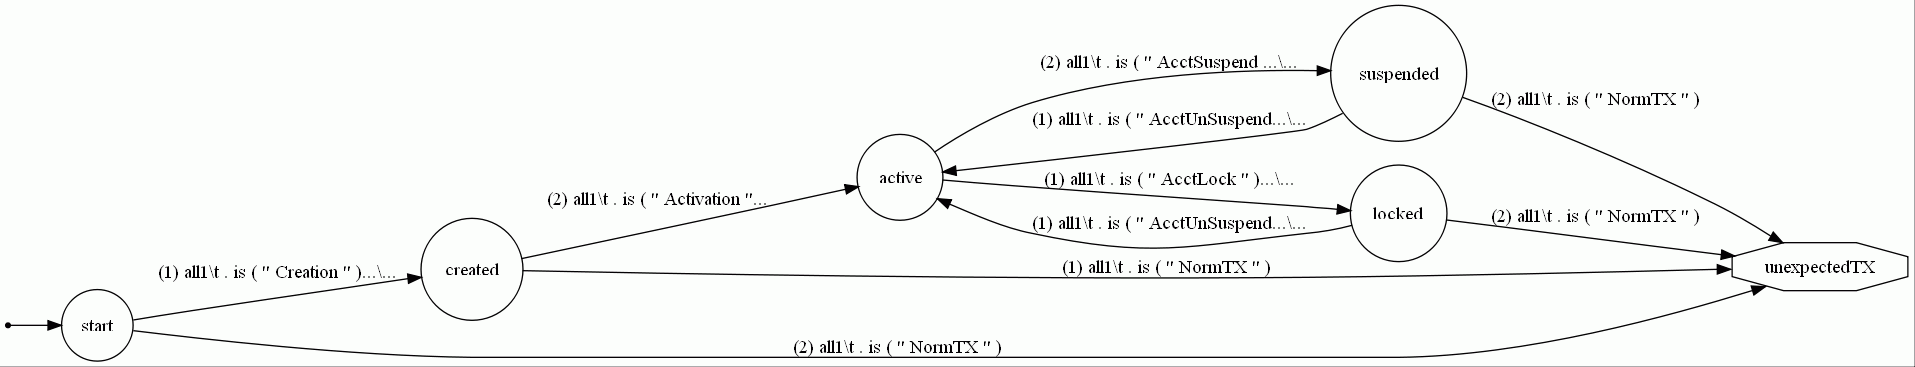 (2) all1\t . is ( " AcctSuspend ...\...
suspended
(2) all1\t . is ( " NormTX " )
(1) all1\t . is ( " AcctUnSuspend...\...
active
(1) all1\t . is ( " AcctLock " )...\...
(2) all1\t . is ( " Activation "...
locked
(2) all1\t . is ( " NormTX " )
(1) all1\t . is ( " AcctUnSuspend...\...
created
(1) all1\t . is ( " Creation " )...\...
(1) all1\t . is ( " NormTX " )
unexpectedTX
start
(2) all1\t . is ( " NormTX " )